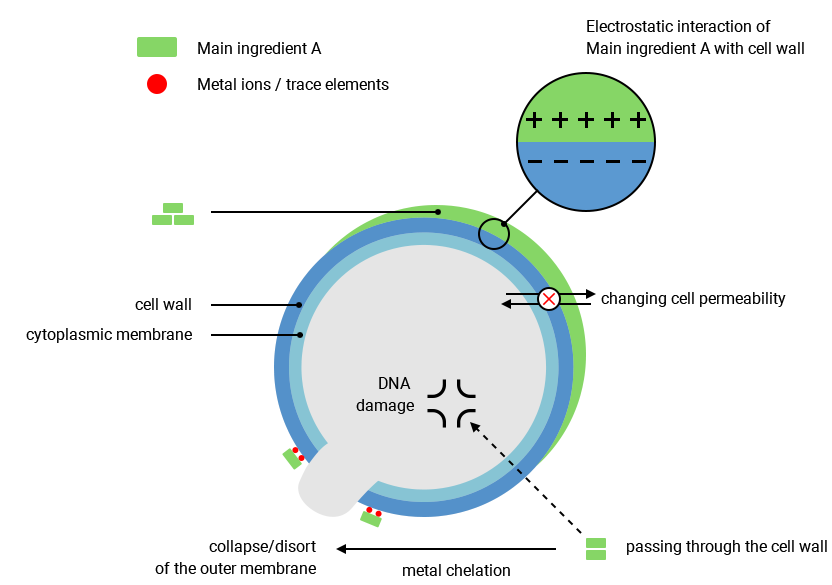 Electrostatic interaction of
Main ingredient A with cell wall
Main ingredient A
Metal ions / trace elements
+ + + + +
− − − − −
cell wall
cytoplasmic membrane
changing cell permeability
DNA
damage
collapse/disort
of the outer membrane
metal chelation
passing through the cell wall